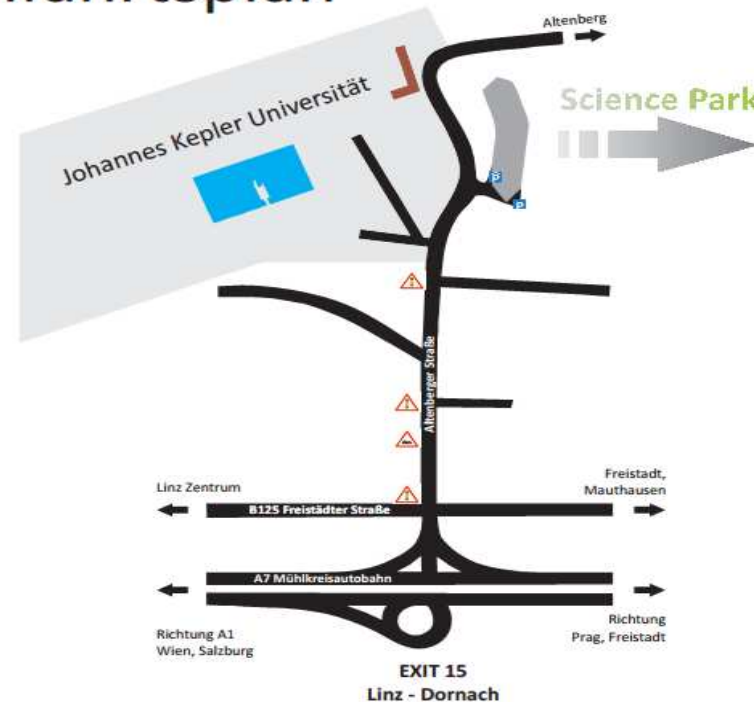 Altenberg
Science Park
Johannes Kepler Universität
P
P
Altenberger Straße
Linz Zentrum
Freistadt,
Mauthausen
B125 Freistädter Straße
A7 Mühlkreisautobahn
Richtung A1
Wien, Salzburg
Richtung
Prag, Freistadt
EXIT 15
Linz - Dornach